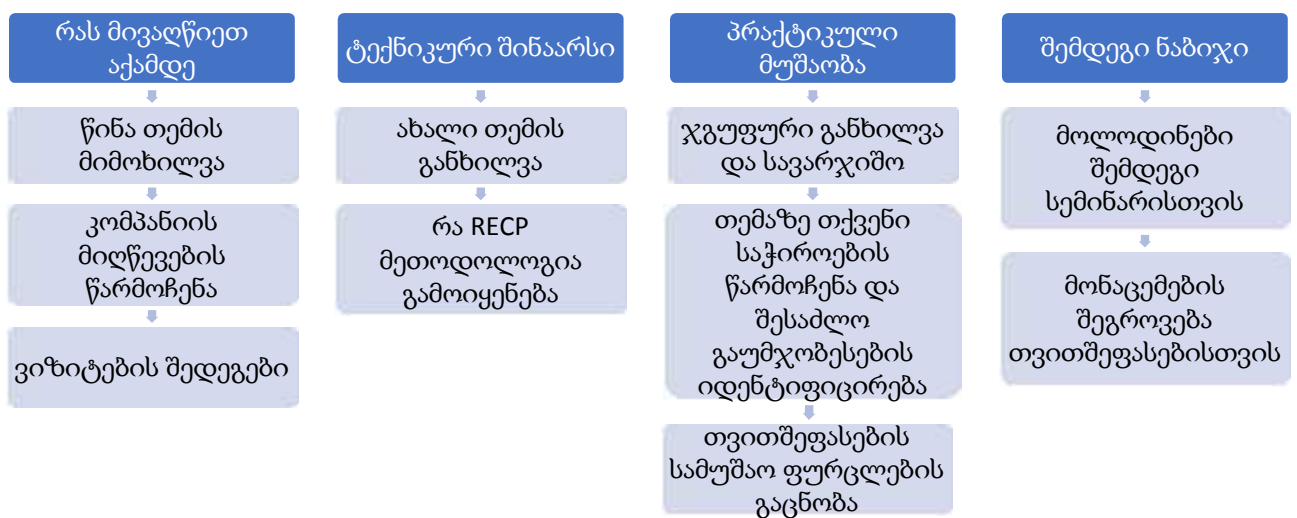 რას მივაღწიეთ
აქამდე
წინა თემის
მიმოხილვა
კომპანიის
მიღწევების
წარმოჩენა
ვიზიტების შედეგები
ტექნიკური შინაარსი
ახალი თემის
განხილვა
რა RECP
მეთოდოლოგია
გამოიყენება
პრაქტიკული
მუშაობა
ჯგუფური განხილვა
და სავარჯიშო
თემაზე თქვენი
საჭიროების
წარმოჩენა და
შესაძლო
გაუმჯობესების
იდენტიფიცირება
თვითშეფასების
სამუშაო ფურცლების
გაცნობა
შემდეგი ნაბიჯი
მოლოდინები
შემდეგი
სემინარისთვის
მონაცემების
შეგროვება
თვითშეფასებისთვის